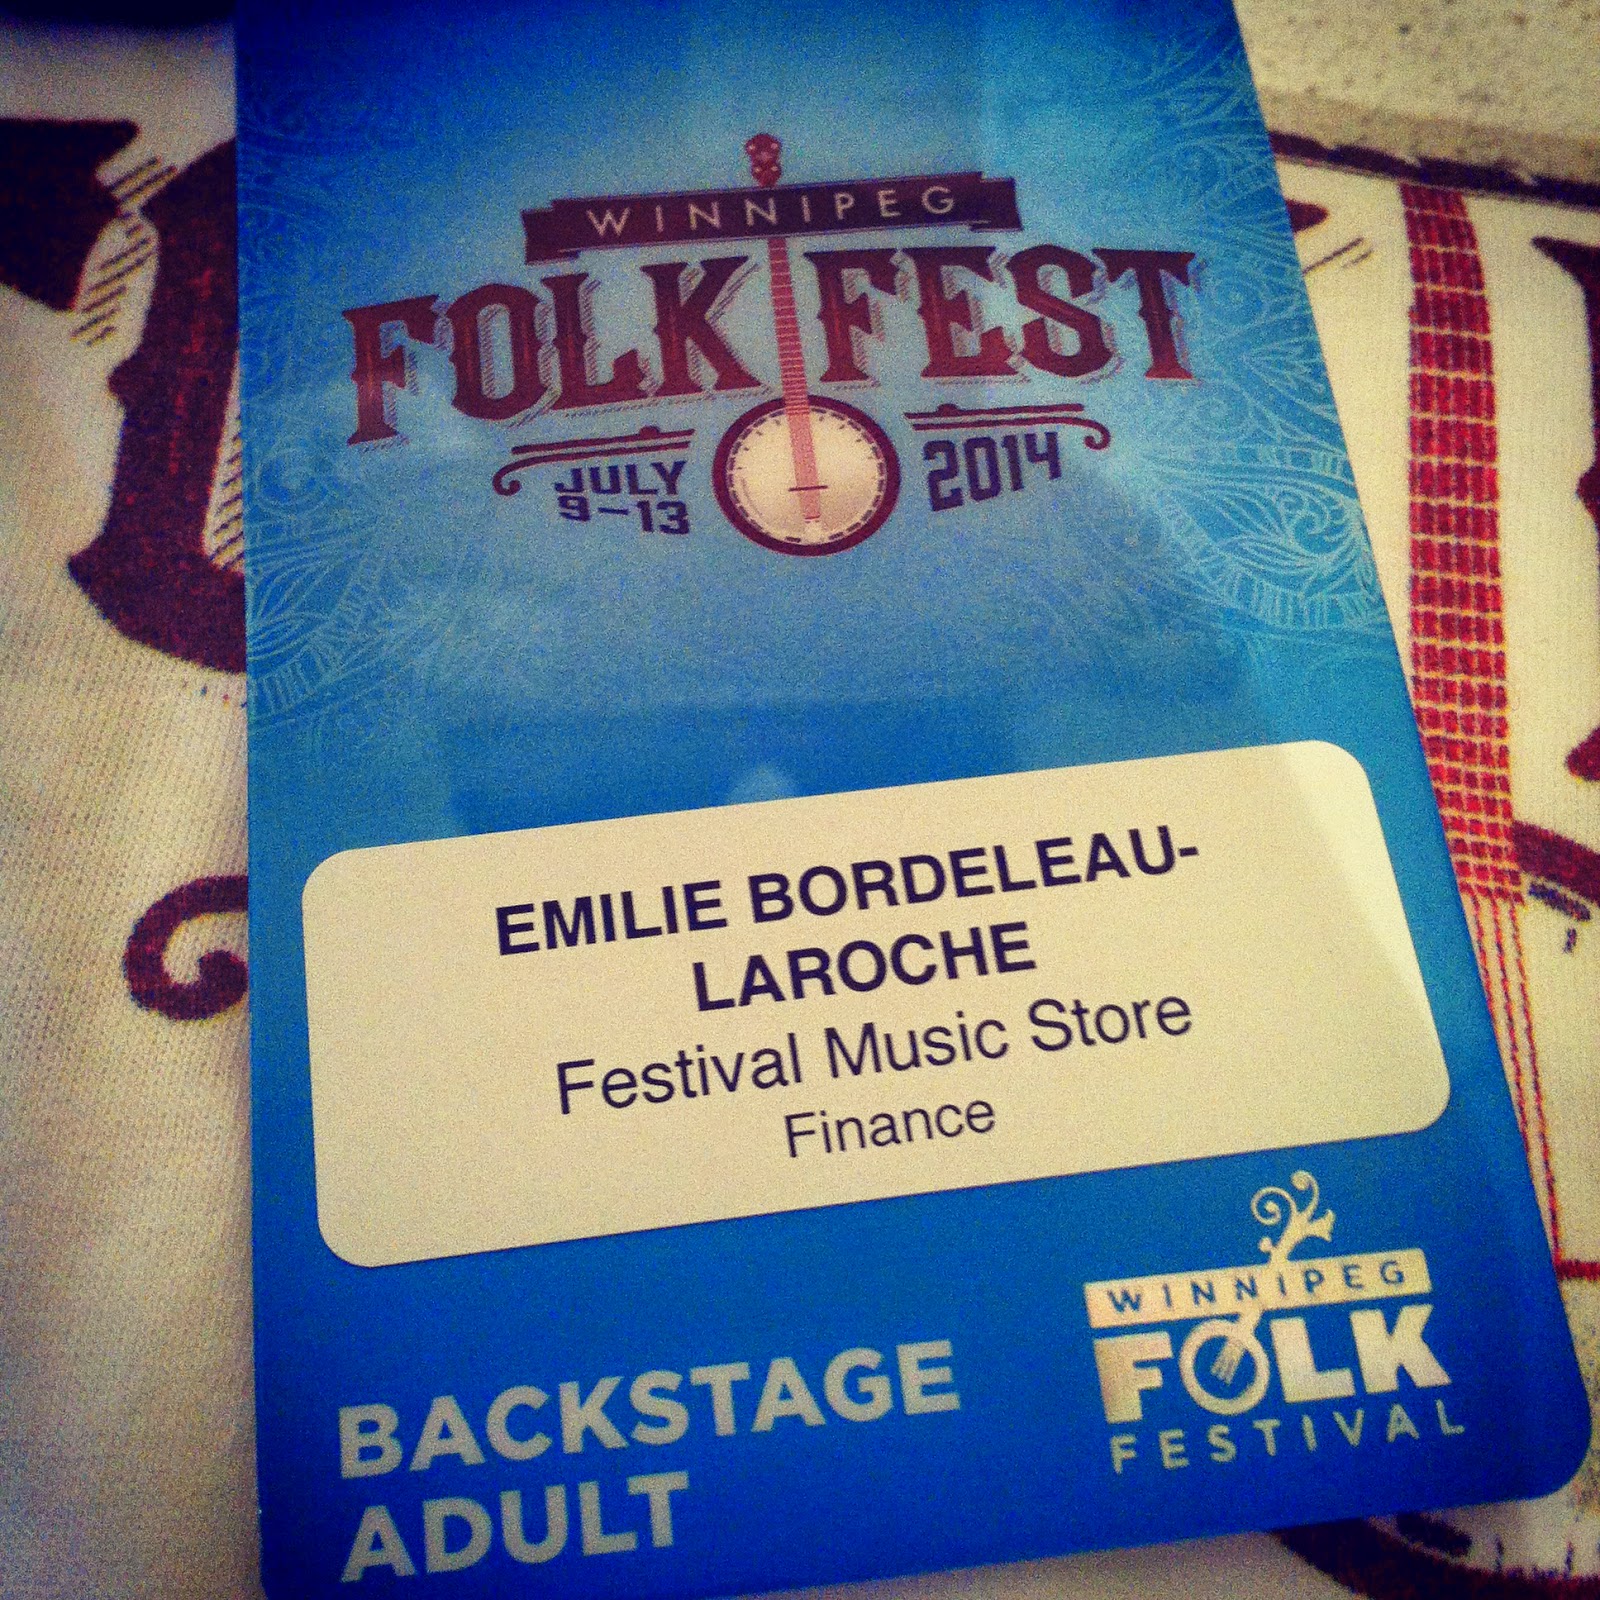 WINNIPEG
FOLK FEST
JULY
9-13
2014
EMILIE BORDELEAU-
LAROCHE
Festival Music Store
Finance
BACKSTAGE
ADULT
WINNIPEG
FOLK
FESTIVAL